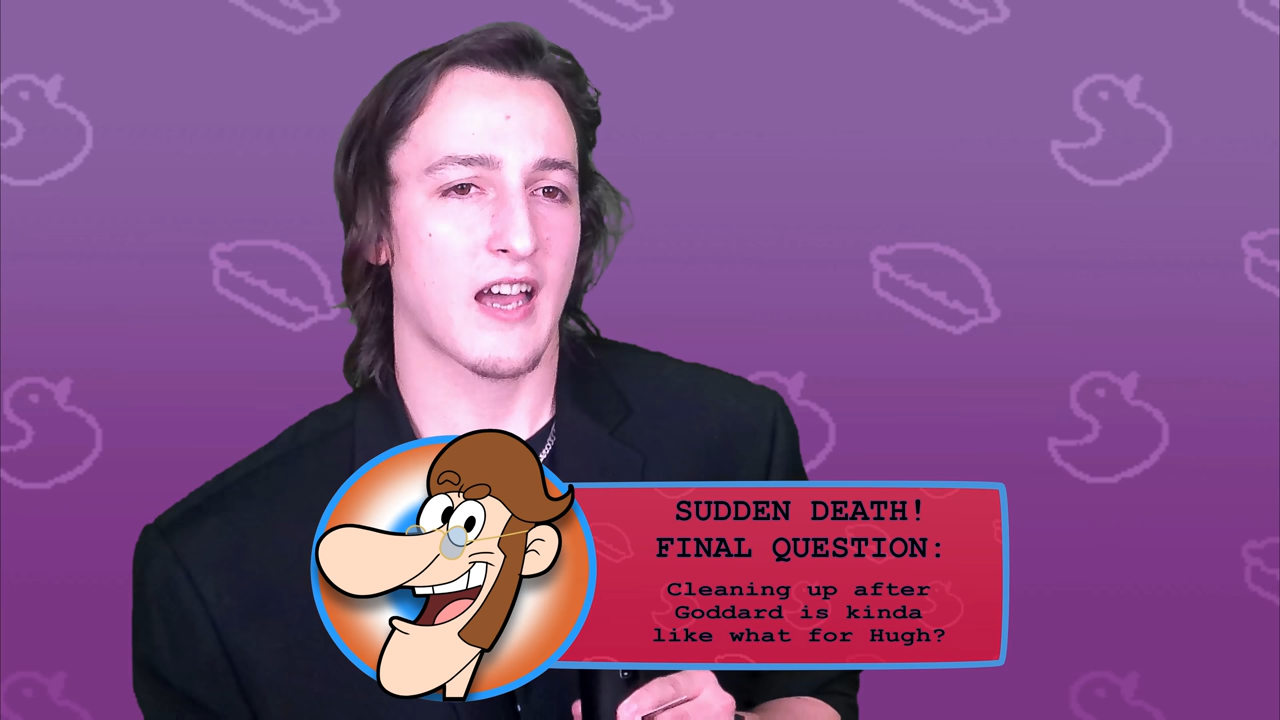 SUDDEN DEATH!
FINAL QUESTION:
Cleaning up after
Goddard is kinda
like what for Hugh?